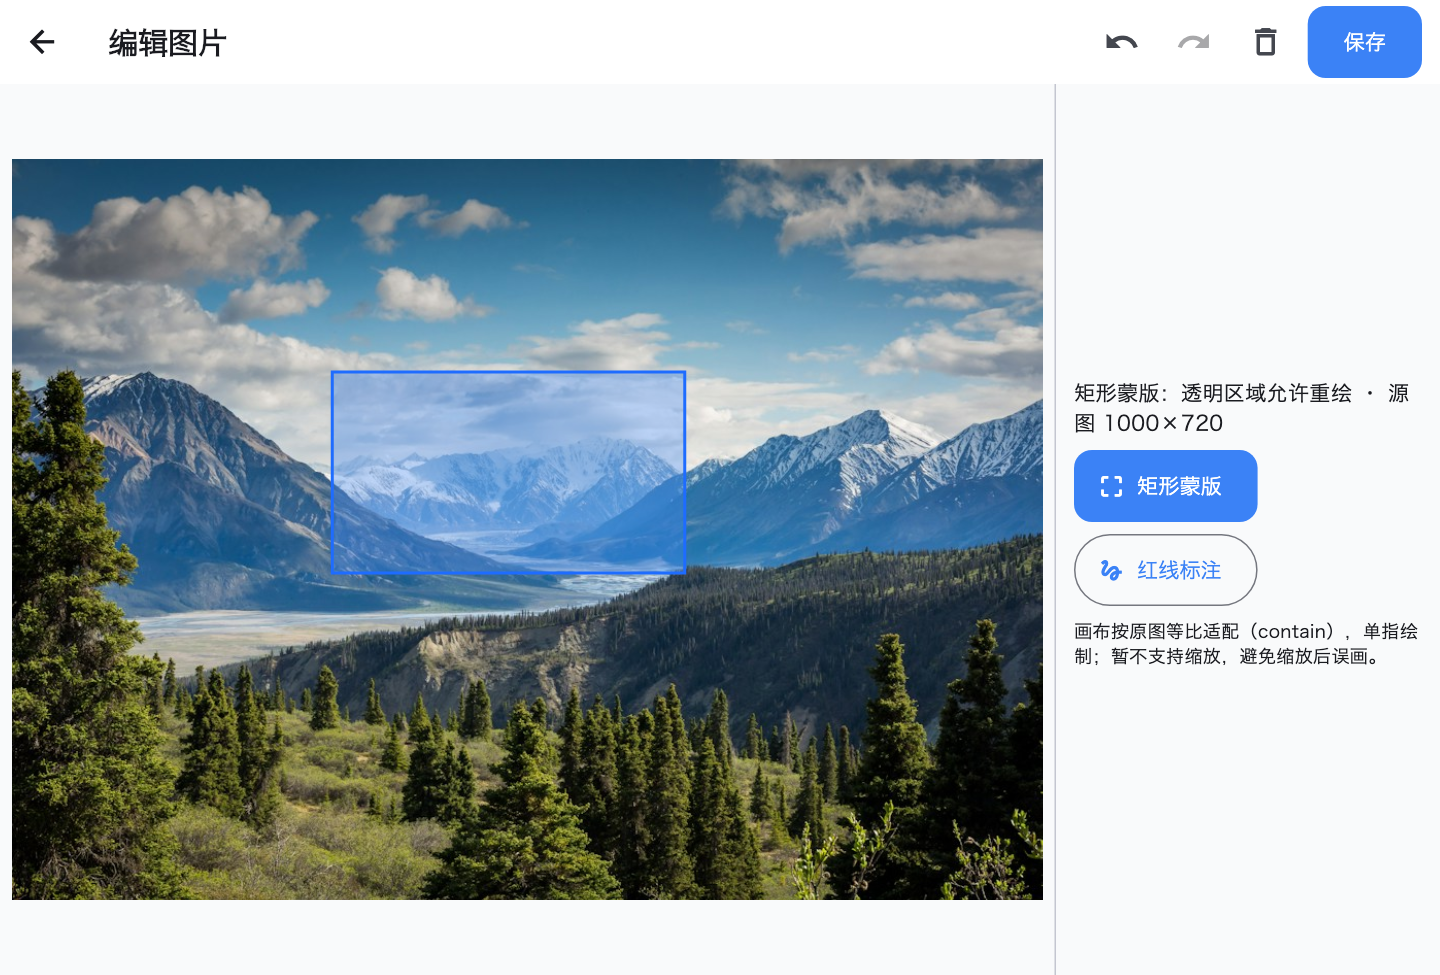 编辑图片
保存
矩形蒙版：透明区域允许重绘 · 源
图 1000×720
矩形蒙版
红线标注
画布按原图等比适配（contain），单指绘
制；暂不支持缩放，避免缩放后误画。